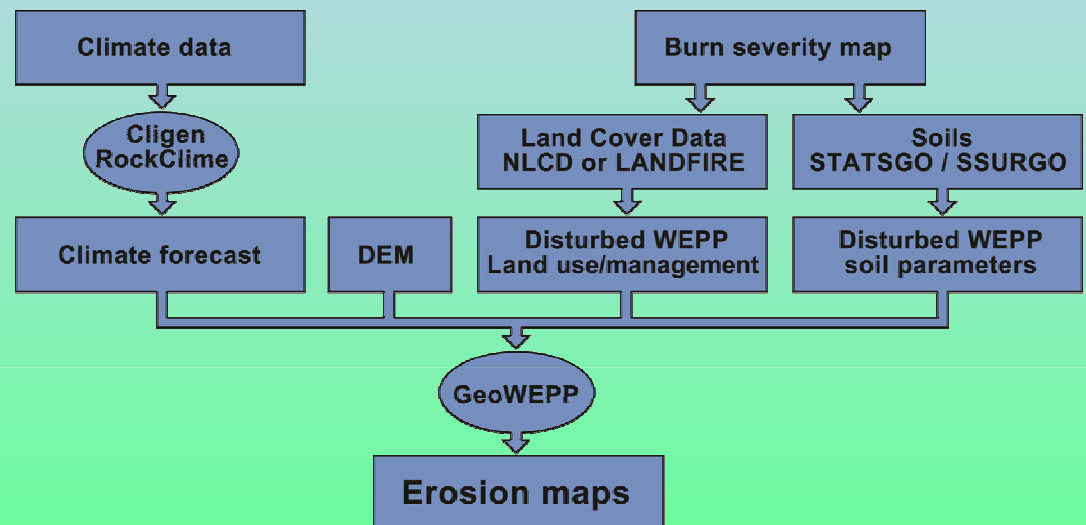 Climate data
Burn severity map
Cligen
RockClime
Land Cover Data
NLCD or LANDFIRE
Soils
STATSGO / SSURGO
Climate forecast
DEM
Disturbed WEPP
Land use/management
Disturbed WEPP
soil parameters
GeoWEPP
Erosion maps